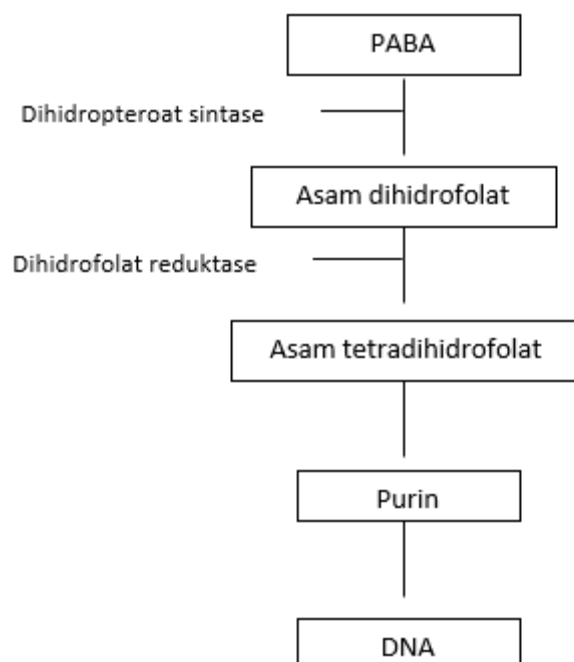 PABA
Dihidropteroat sintase
Asam dihidrofolat
Dihidrofolat reduktase
Asam tetradihidrofolat
Purin
DNA